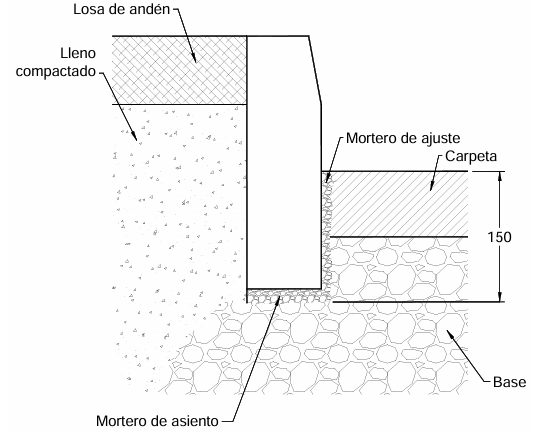 Losa de andén
Lleno
compactado
Mortero de ajuste
Carpeta
150
Base
Mortero de asiento